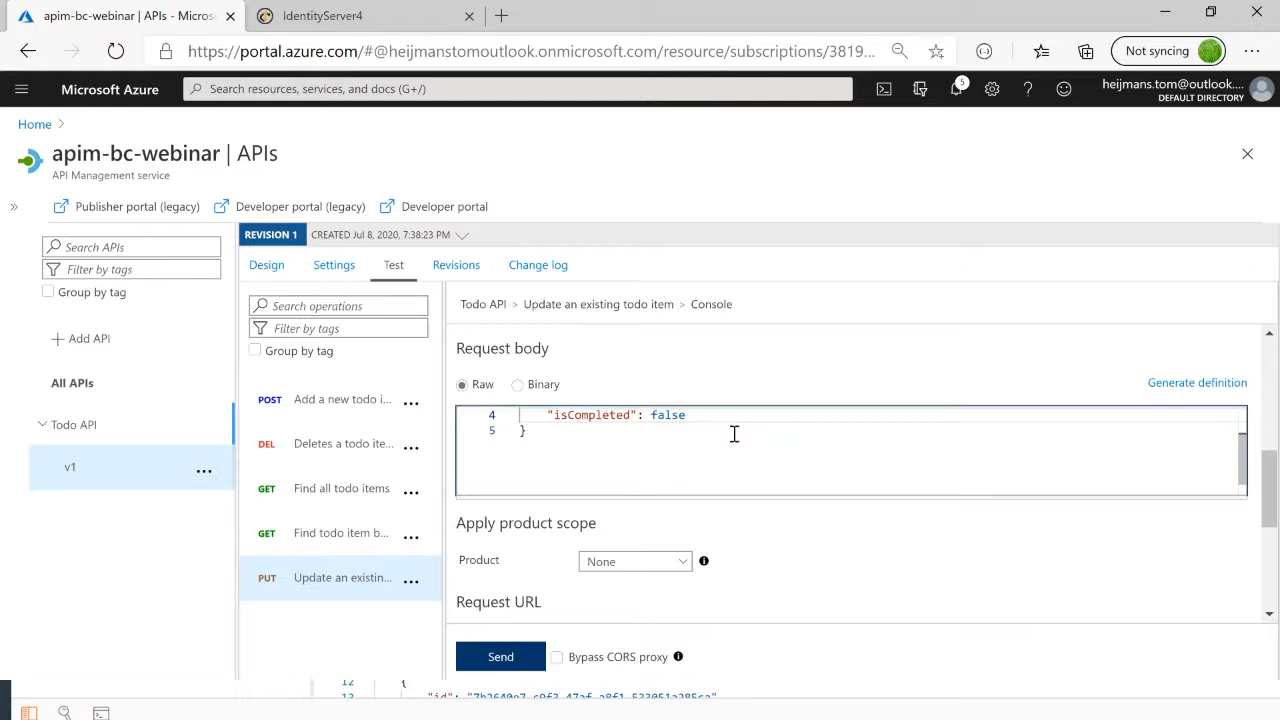 apim-bc-webinar | APIs - Micros
IdentityServer4
https://portal.azure.com/#@heijmanstomoutlook.onmicrosoft.com/resource/subscriptions/3819...
Not syncing
Microsoft Azure
Search resources, services, and docs (G+/)
5
heijmans.tom@outlook....
DEFAULT DIRECTORY
Home
apim-bc-webinar | APIs
API Management service
Publisher portal (legacy)
Developer portal (legacy)
Developer portal
Search APIs
Filter by tags
Group by tag
Add API
All APIs
Todo API
v1
REVISION 1
CREATED Jul 8, 2020, 7:38:23 PM
Design
Settings
Test
Revisions
Change log
Search operations
Filter by tags
Group by tag
POST Add a new todo i...
DEL Deletes a todo ite...
GET Find all todo items
GET Find todo item b...
PUT Update an existin...
Todo API > Update an existing todo item > Console
Request body
Raw
Binary
Generate definition
4 "isCompleted": false
5 }
Apply product scope
Product
None
Request URL
Send
Bypass CORS proxy
12 {
13 "id":